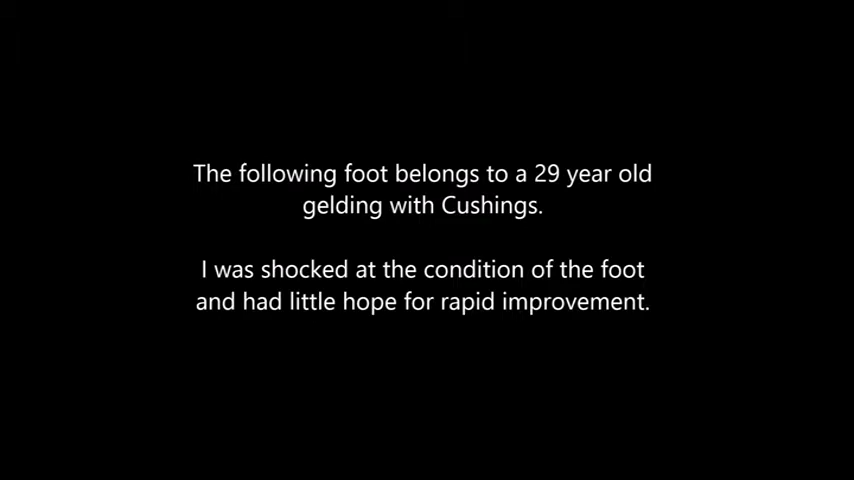 The following foot belongs to a 29 year old
gelding with Cushings.
I was shocked at the condition of the foot
and had little hope for rapid improvement.